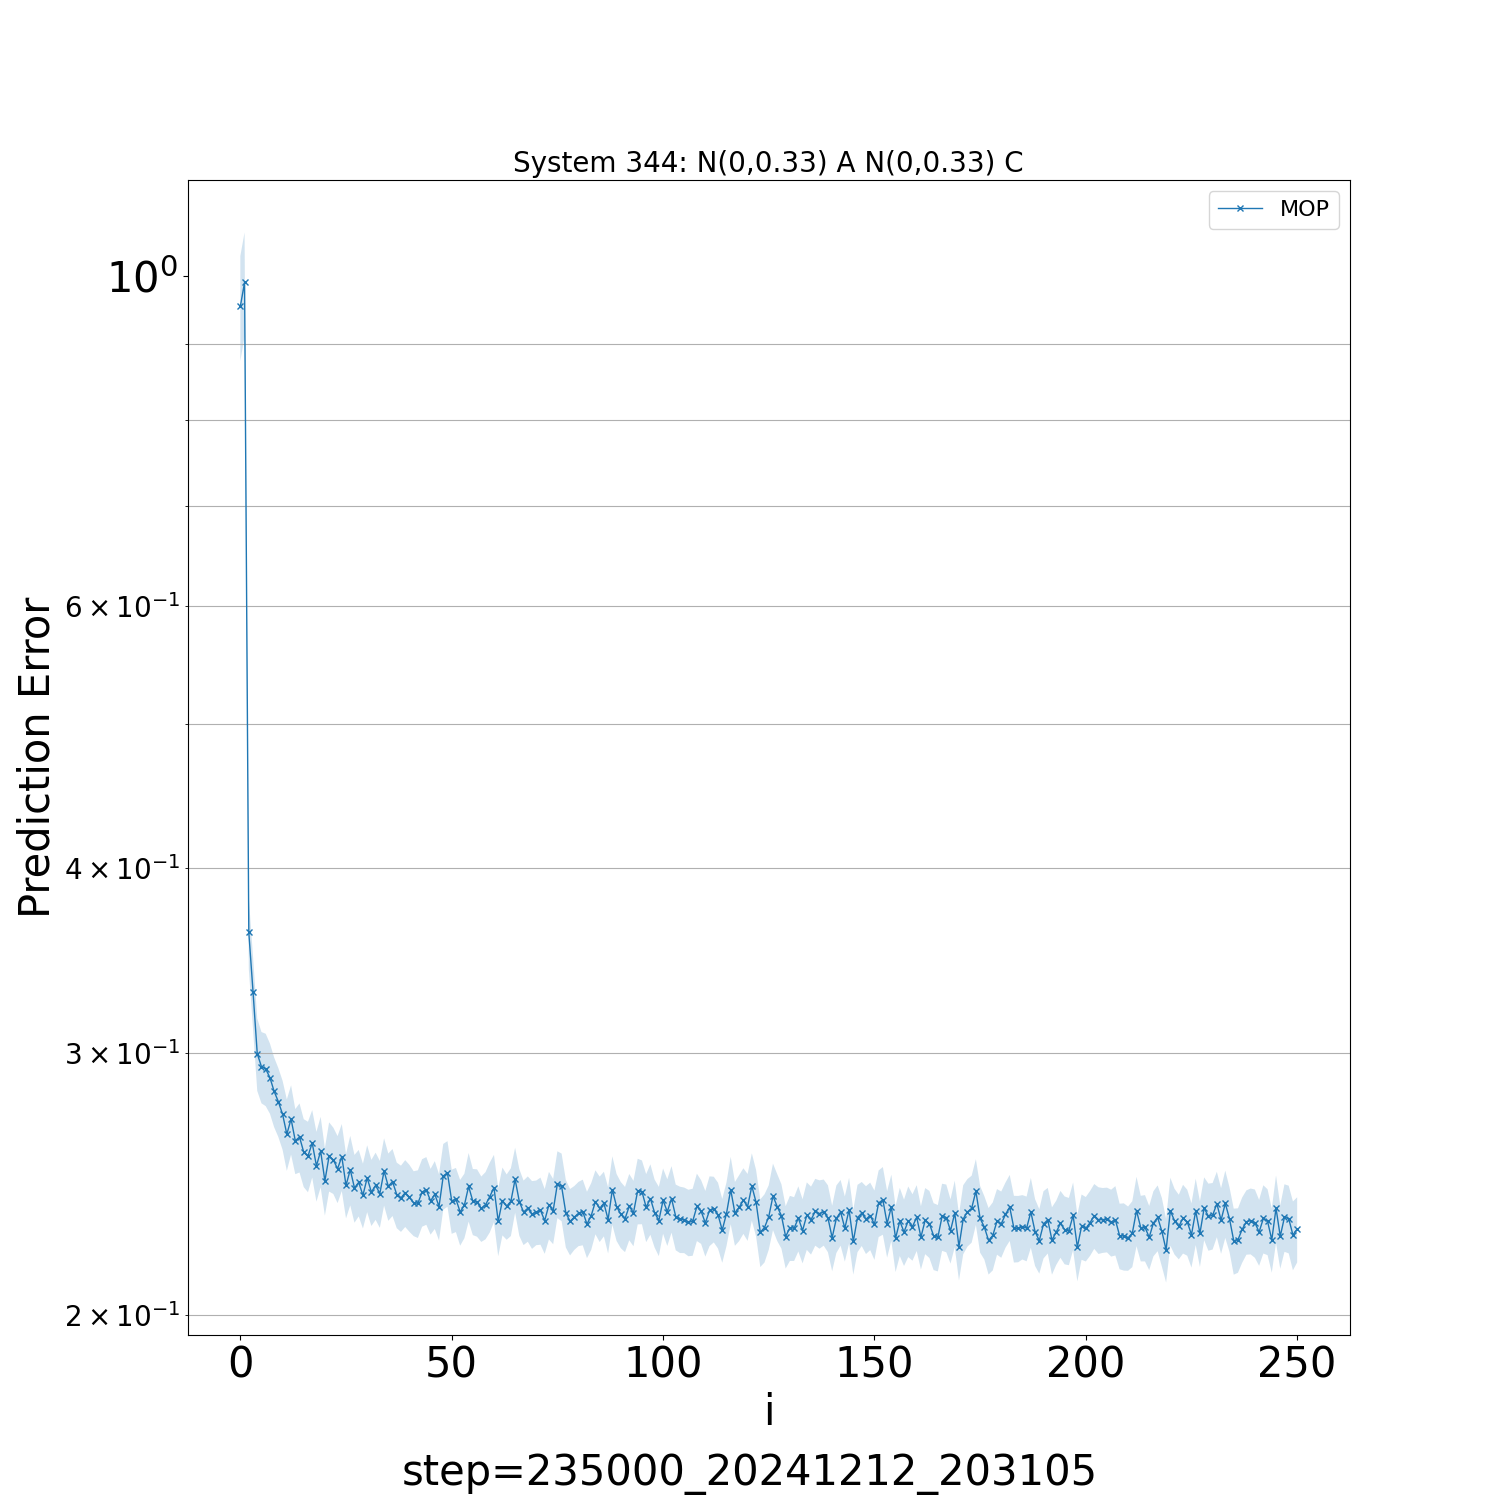 System 344: N(0,0.33) A N(0,0.33) C
MOP
10⁰
6 × 10⁻¹
4 × 10⁻¹
3 × 10⁻¹
2 × 10⁻¹
Prediction Error
0 50 100 150 200 250
i
step=235000_20241212_203105